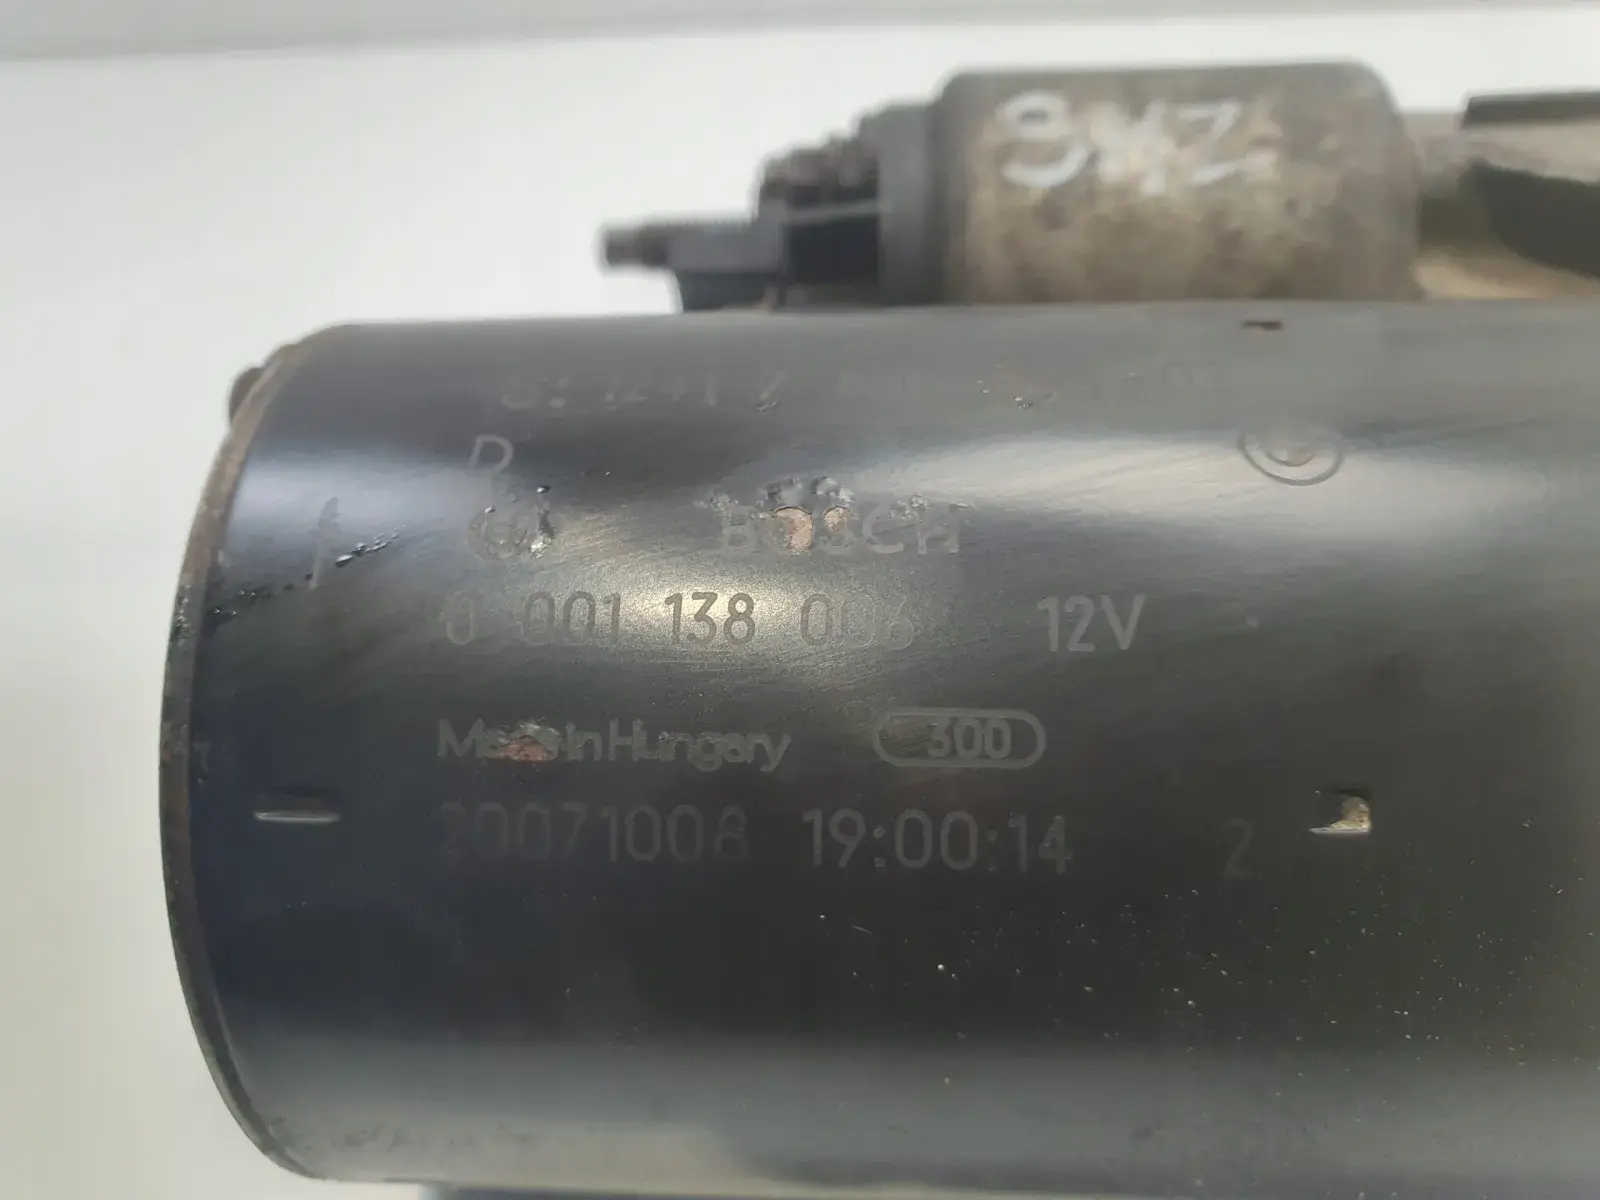 BOSCH
0 001 138 006 12V
Made in Hungary 300
20071008 19:00:14 2